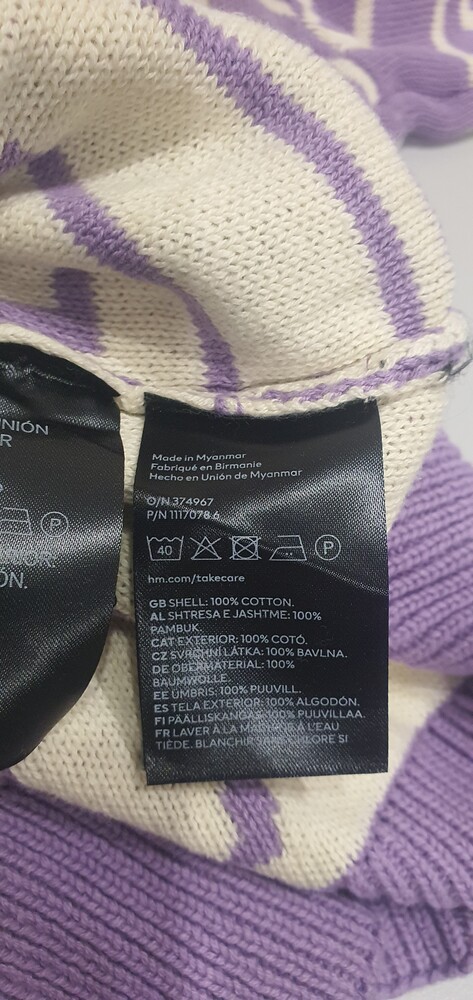 UNIÓN
R
P
ÓN.
Made in Myanmar
Fabriqué en Birmanie
Hecho en Unión de Myanmar
O/N 374967
P/N 1117078 6
40 P
hm.com/takecare
GB SHELL: 100% COTTON.
AL SHTRESA E JASHTME: 100%
PAMBUK.
CAT EXTERIOR: 100% COTÓ.
CZ SVRCHNÍ LÁTKA: 100% BAVLNA.
DE OBERMATERIAL: 100%
BAUMWOLLE.
EE ÜMBRIS: 100% PUUVILL.
ES TELA EXTERIOR: 100% ALGODÓN.
FI PÄÄLLISKANGAS: 100% PUUVILLAA.
FR LAVER À LA MACHINE À L'EAU
TIÈDE. BLANCHIR SANS CHLORE SI